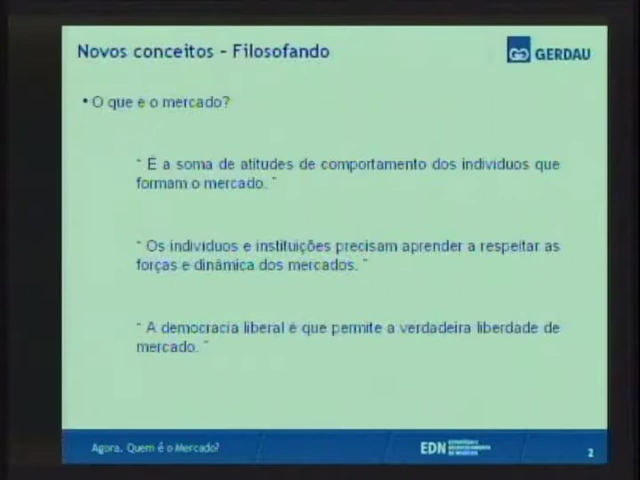 Novos conceitos - Filosofando
GERDAU
• O que é o mercado?
“ É a soma de atitudes de comportamento dos indivíduos que
formam o mercado. ”
“ Os indivíduos e instituições precisam aprender a respeitar as
forças e dinâmica dos mercados. ”
“ A democracia liberal é que permite a verdadeira liberdade de
mercado. ”
Agora. Quem é o Mercado?
EDN
2